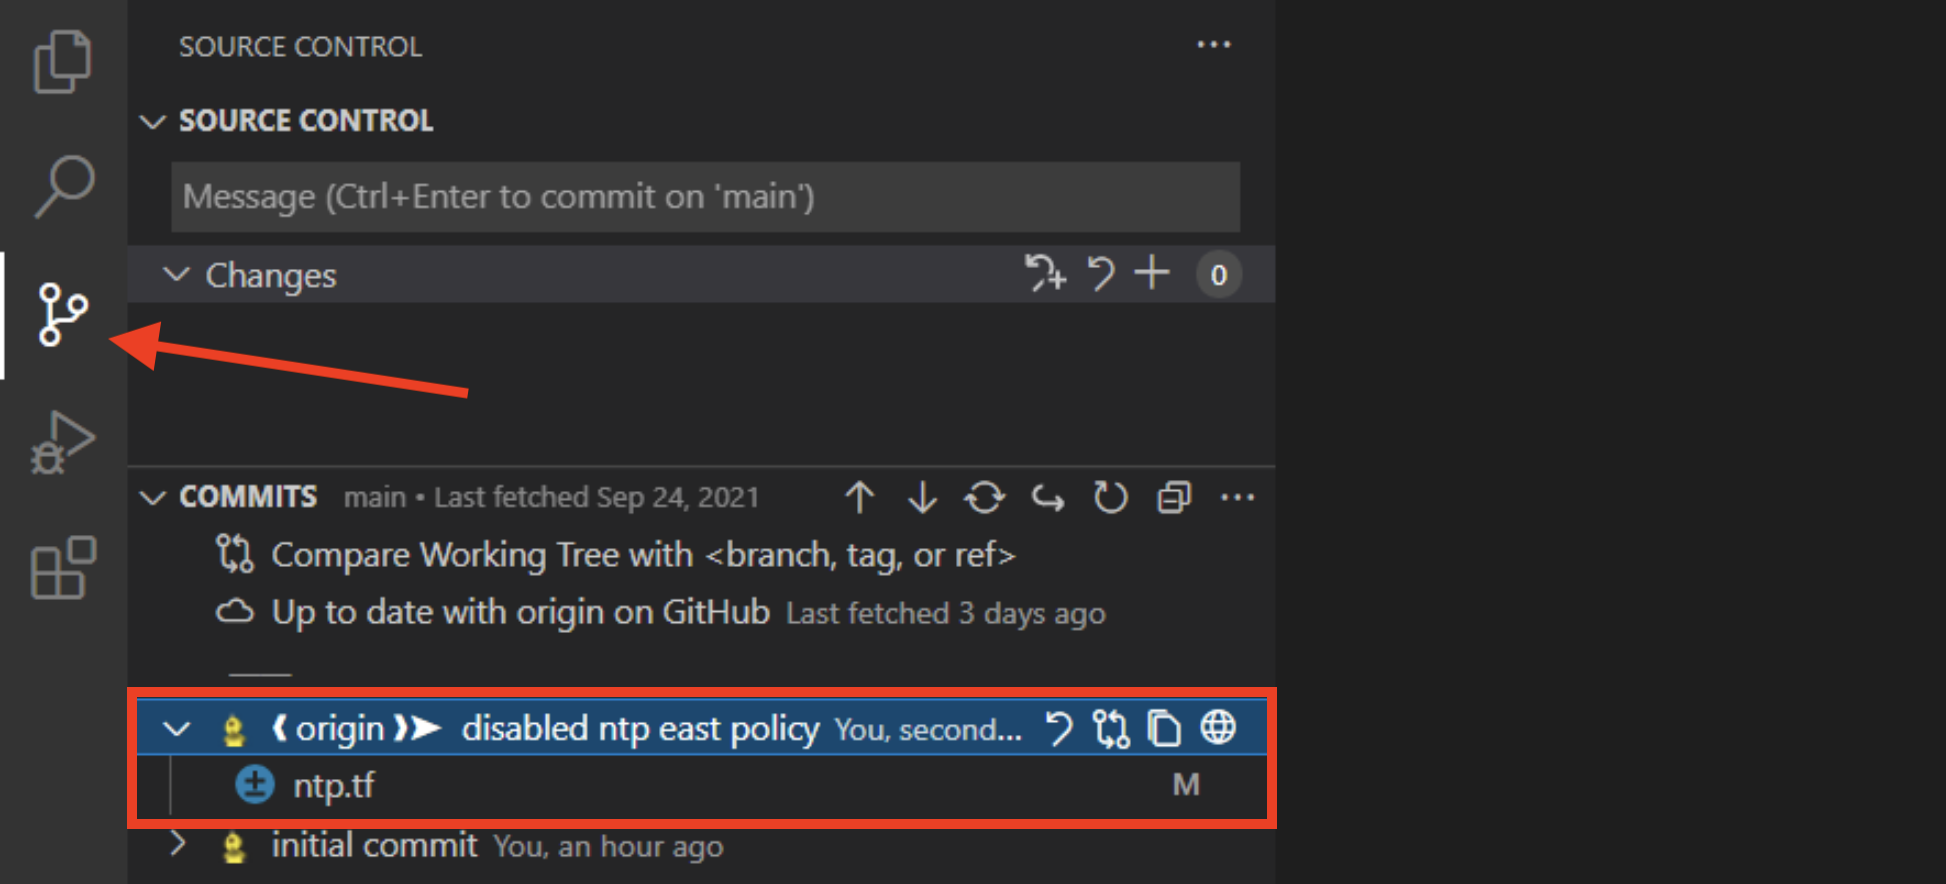 SOURCE CONTROL
SOURCE CONTROL
Message (Ctrl+Enter to commit on 'main')
Changes 0
COMMITS main • Last fetched Sep 24, 2021
Compare Working Tree with <branch, tag, or ref>
Up to date with origin on GitHub Last fetched 3 days ago
❰ origin ❱➤ disabled ntp east policy You, second...
ntp.tf M
initial commit You, an hour ago